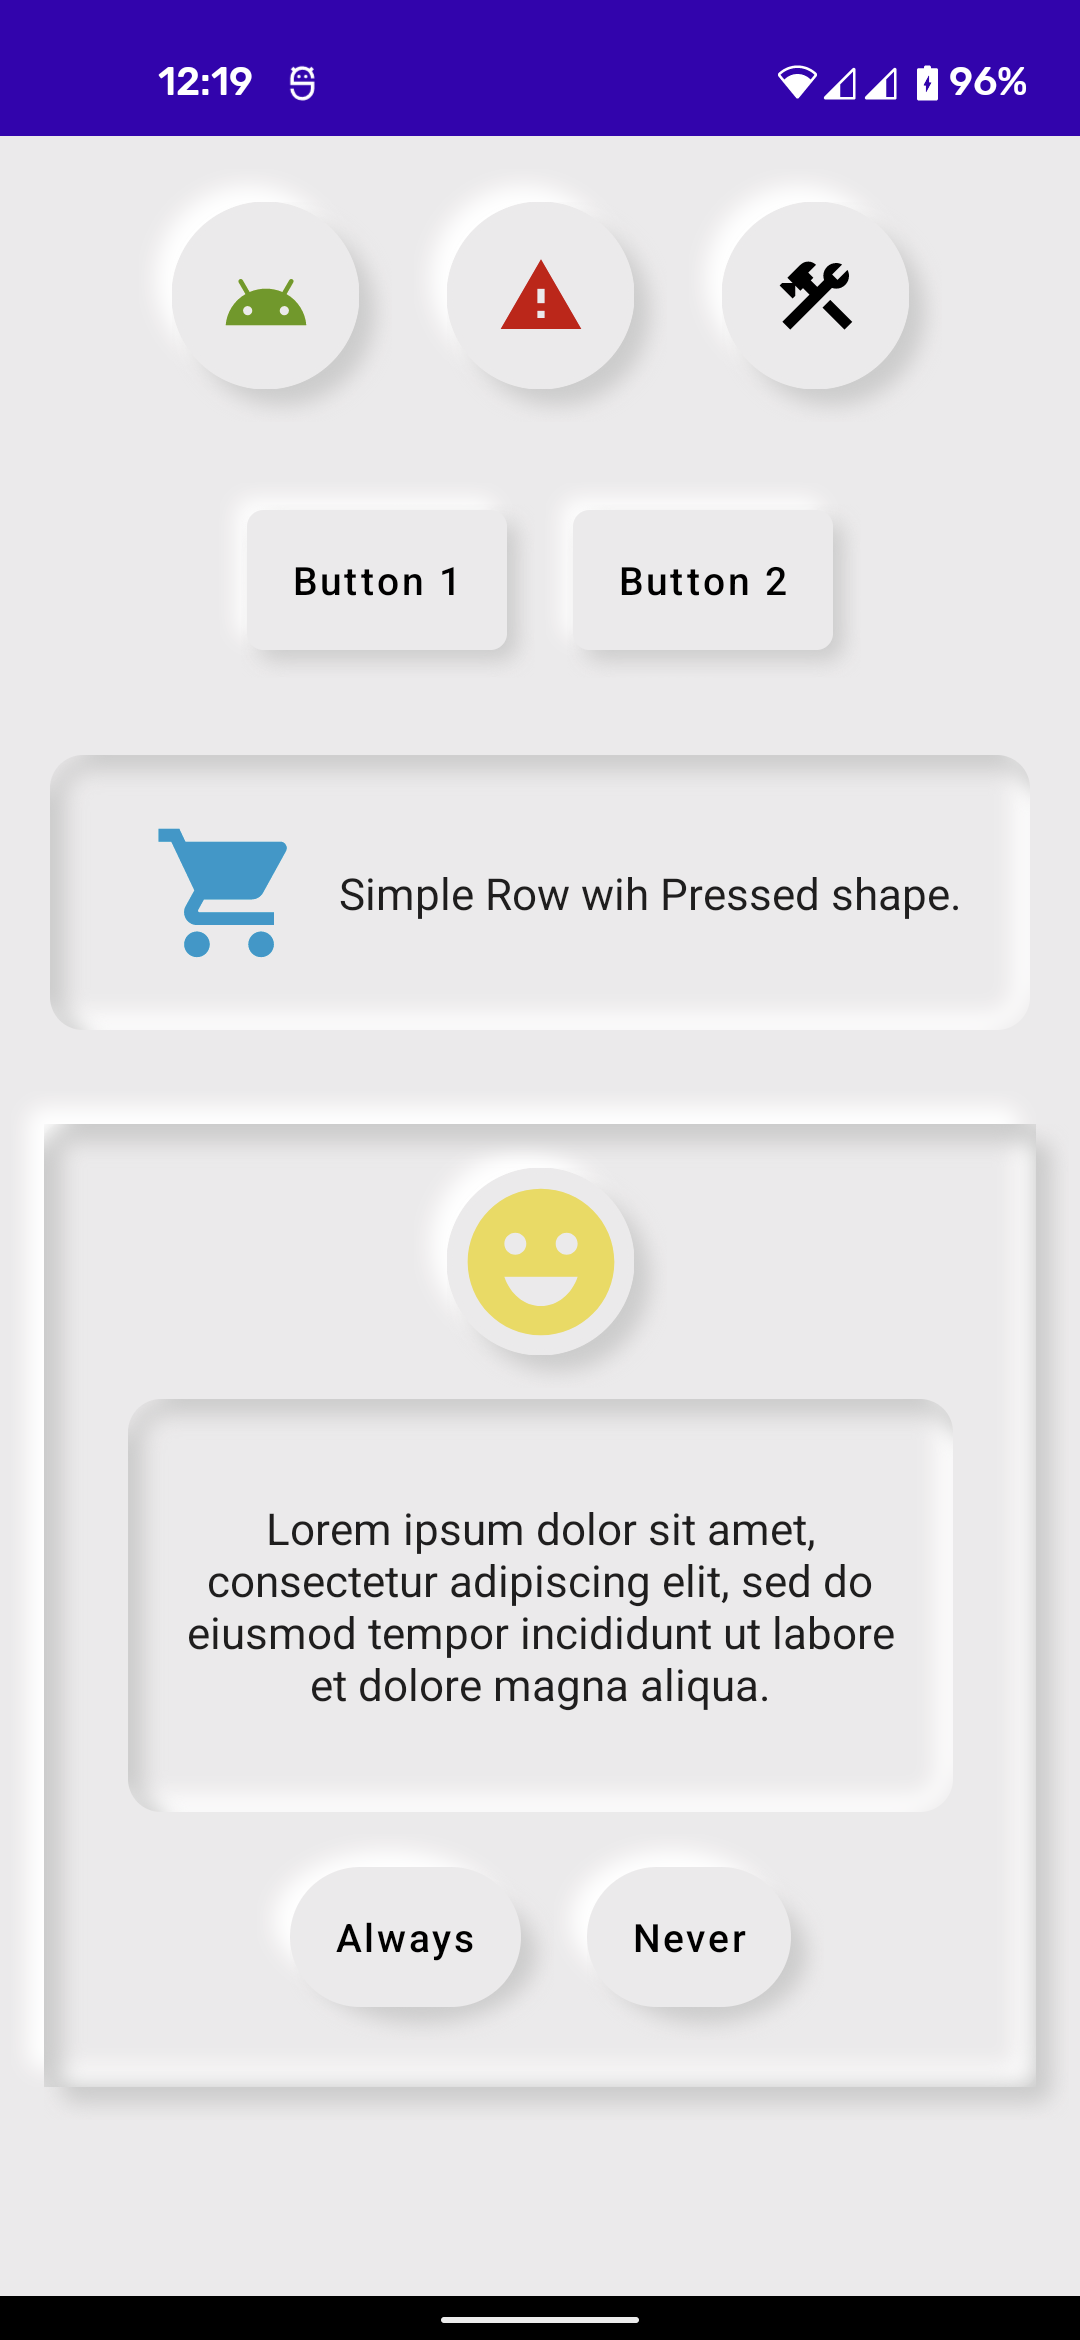 12:19 96%
Button 1 Button 2
Simple Row wih Pressed shape.
Lorem ipsum dolor sit amet,
consectetur adipiscing elit, sed do
eiusmod tempor incididunt ut labore
et dolore magna aliqua.
Always Never